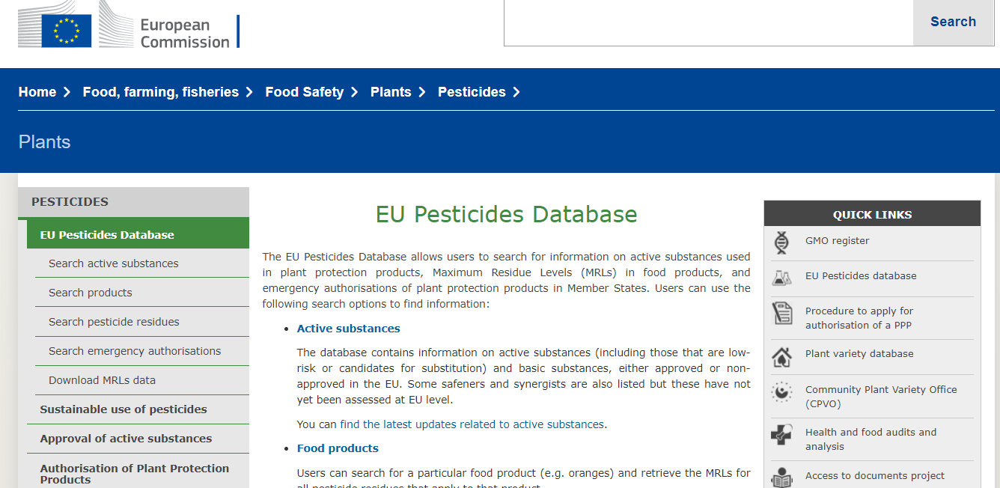 European
Commission
Search
Home
Food, farming, fisheries
Food Safety
Plants
Pesticides
Plants
PESTICIDES
EU Pesticides Database
Search active substances
Search products
Search pesticide residues
Search emergency authorisations
Download MRLs data
Sustainable use of pesticides
Approval of active substances
Authorisation of Plant Protection
Products
EU Pesticides Database
The EU Pesticides Database allows users to search for information on active substances used
in plant protection products, Maximum Residue Levels (MRLs) in food products, and
emergency authorisations of plant protection products in Member States. Users can use the
following search options to find information:
Active substances
The database contains information on active substances (including those that are low-
risk or candidates for substitution) and basic substances, either approved or non-
approved in the EU. Some safeners and synergists are also listed but these have not
yet been assessed at EU level.
You can find the latest updates related to active substances.
Food products
Users can search for a particular food product (e.g. oranges) and retrieve the MRLs for
all pesticide residues that apply to that product.
QUICK LINKS
GMO register
EU Pesticides database
Procedure to apply for
authorisation of a PPP
Plant variety database
Community Plant Variety Office
(CPVO)
Health and food audits and
analysis
Access to documents project